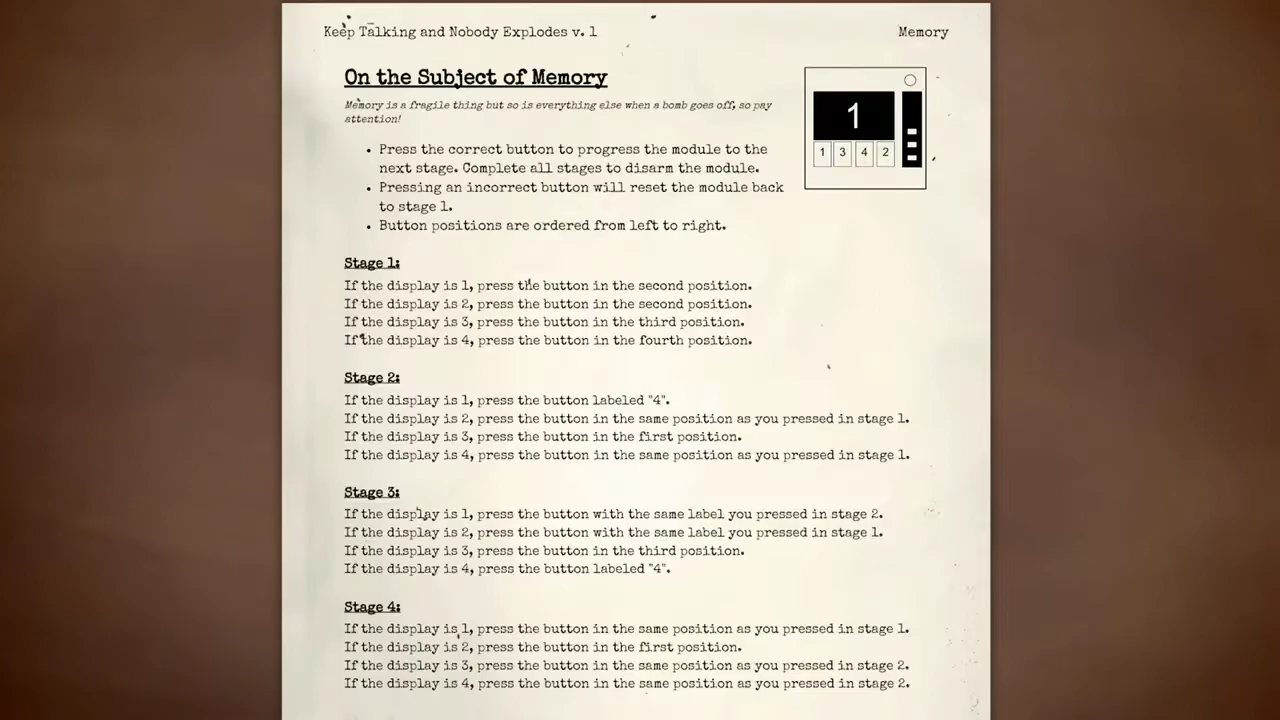 Keep Talking and Nobody Explodes v. 1
Memory
On the Subject of Memory
Memory is a fragile thing but so is everything else when a bomb goes off, so pay
attention!
1
1 3 4 2
• Press the correct button to progress the module to the
next stage. Complete all stages to disarm the module.
• Pressing an incorrect button will reset the module back
to stage 1.
• Button positions are ordered from left to right.
Stage 1:
If the display is 1, press the button in the second position.
If the display is 2, press the button in the second position.
If the display is 3, press the button in the third position.
If the display is 4, press the button in the fourth position.
Stage 2:
If the display is 1, press the button labeled "4".
If the display is 2, press the button in the same position as you pressed in stage 1.
If the display is 3, press the button in the first position.
If the display is 4, press the button in the same position as you pressed in stage 1.
Stage 3:
If the display is 1, press the button with the same label you pressed in stage 2.
If the display is 2, press the button with the same label you pressed in stage 1.
If the display is 3, press the button in the third position.
If the display is 4, press the button labeled "4".
Stage 4:
If the display is 1, press the button in the same position as you pressed in stage 1.
If the display is 2, press the button in the first position.
If the display is 3, press the button in the same position as you pressed in stage 2.
If the display is 4, press the button in the same position as you pressed in stage 2.